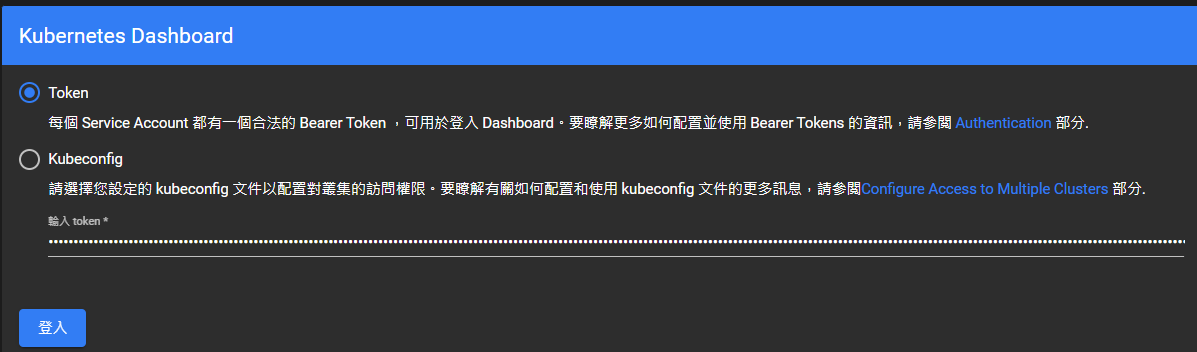 Kubernetes Dashboard
Token
每個 Service Account 都有一個合法的 Bearer Token ，可用於登入 Dashboard。要瞭解更多如何配置並使用 Bearer Tokens 的資訊，請參閱 Authentication 部分.
Kubeconfig
請選擇您設定的 kubeconfig 文件以配置對叢集的訪問權限。要瞭解有關如何配置和使用 kubeconfig 文件的更多訊息，請參閱Configure Access to Multiple Clusters 部分.
輸入 token *
登入